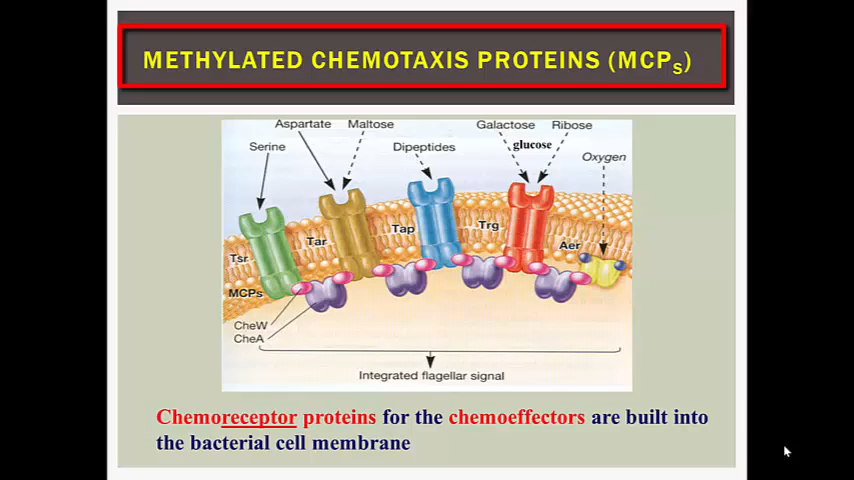 METHYLATED CHEMOTAXIS PROTEINS (MCPS)
Aspartate Maltose Galactose Ribose
Serine Dipeptides glucose Oxygen
Tsr Tar Tap Trg Aer
MCPs
CheW
CheA
Integrated flagellar signal
Chemoreceptor proteins for the chemoeffectors are built into
the bacterial cell membrane